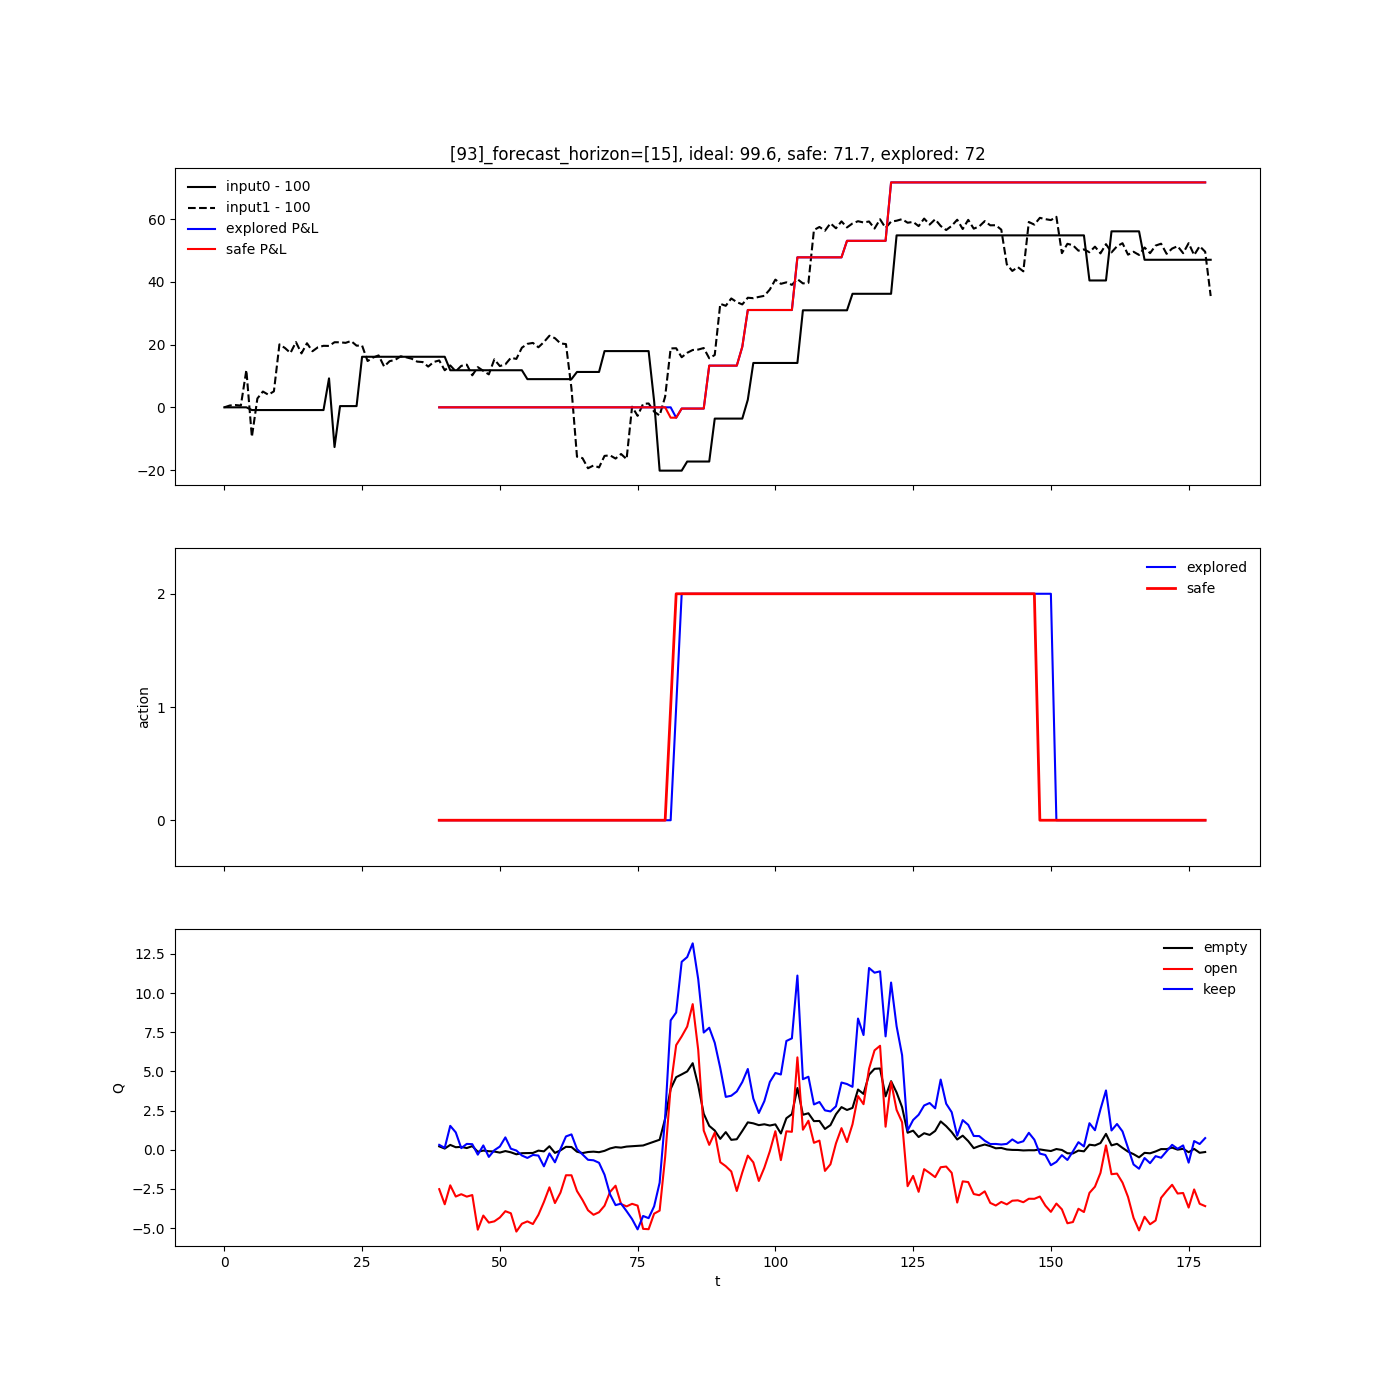 [93]_forecast_horizon=[15], ideal: 99.6, safe: 71.7, explored: 72
input0 - 100
input1 - 100
explored P&L
safe P&L
60
40
20
0
−20
explored
safe
action
2
1
0
empty
open
keep
Q
12.5
10.0
7.5
5.0
2.5
0.0
−2.5
−5.0
0 25 50 75 100 125 150 175
t